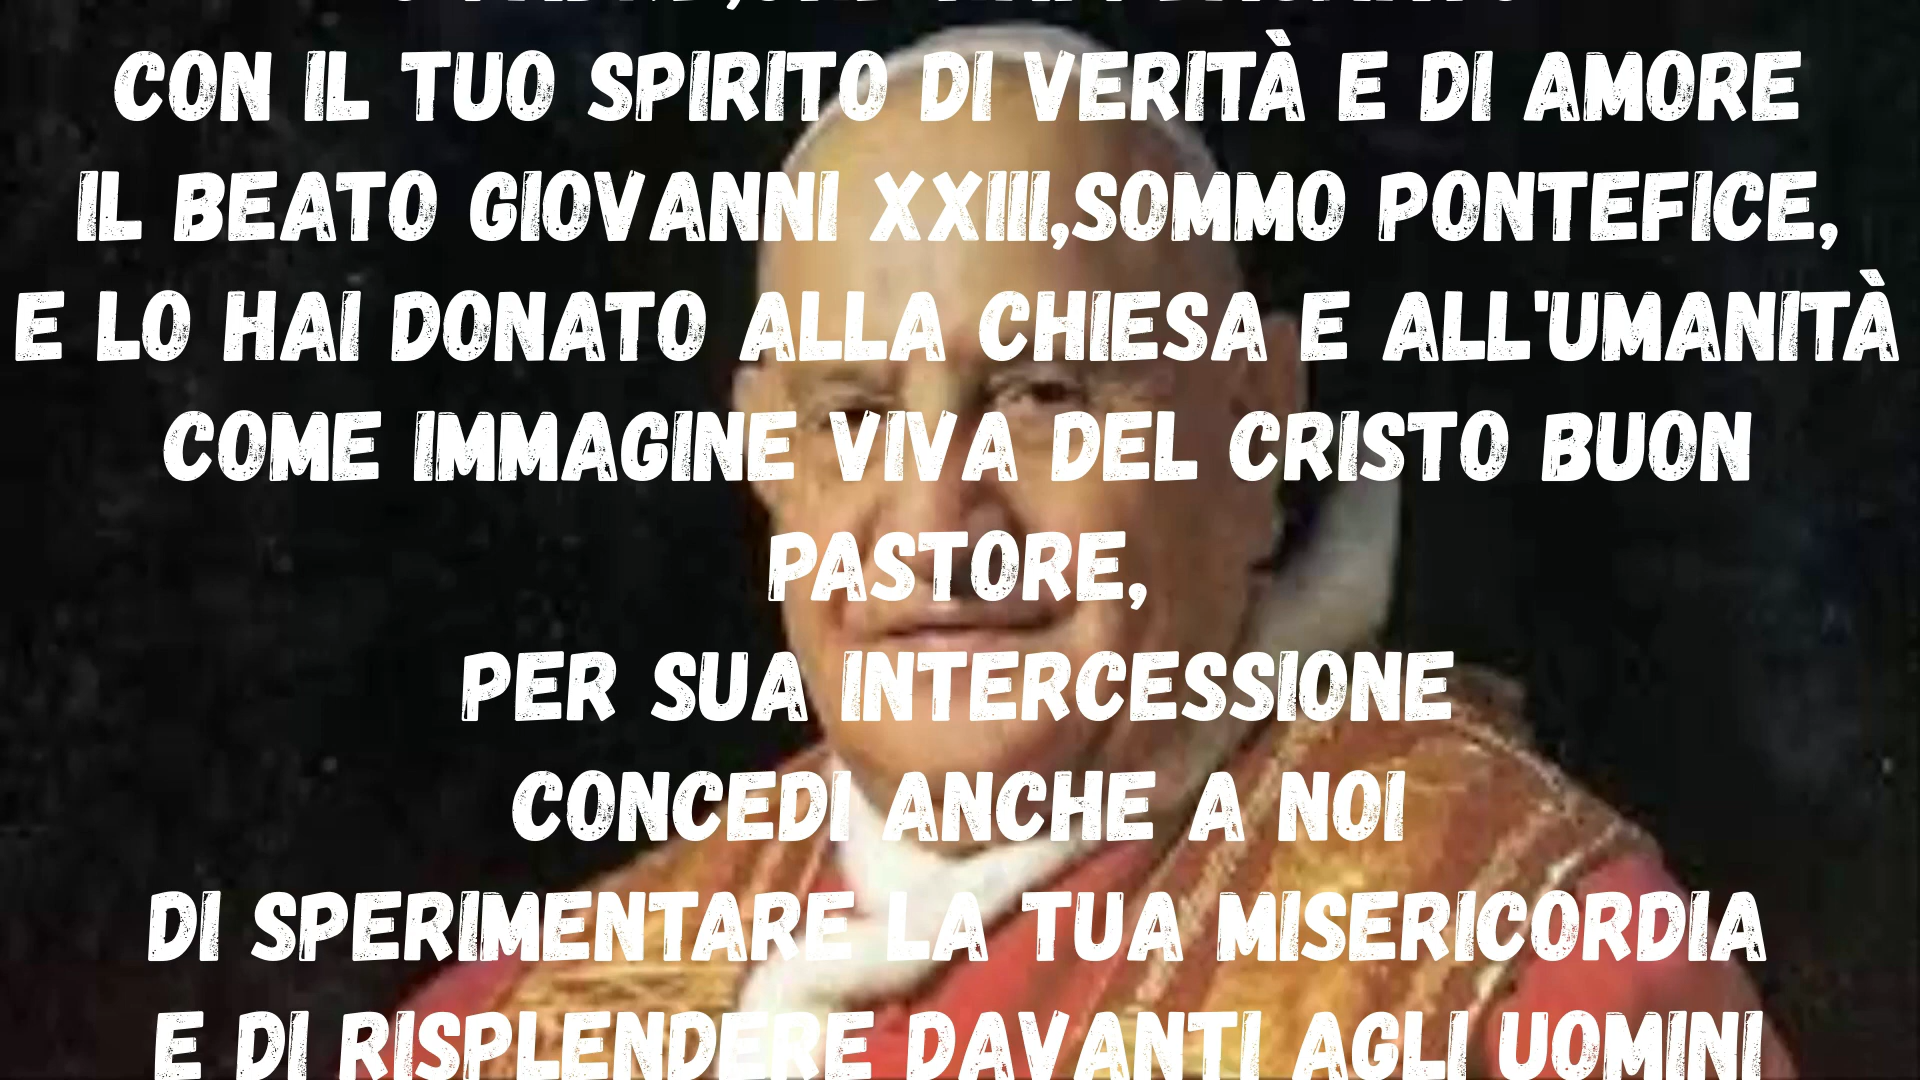 CON IL TUO SPIRITO DI VERITÀ E DI AMORE
IL BEATO GIOVANNI XXIII,SOMMO PONTEFICE,
E LO HAI DONATO ALLA CHIESA E ALL'UMANITÀ
COME IMMAGINE VIVA DEL CRISTO BUON
PASTORE,
PER SUA INTERCESSIONE
CONCEDI ANCHE A NOI
DI SPERIMENTARE LA TUA MISERICORDIA
E DI RISPLENDERE DAVANTI AGLI UOMINI